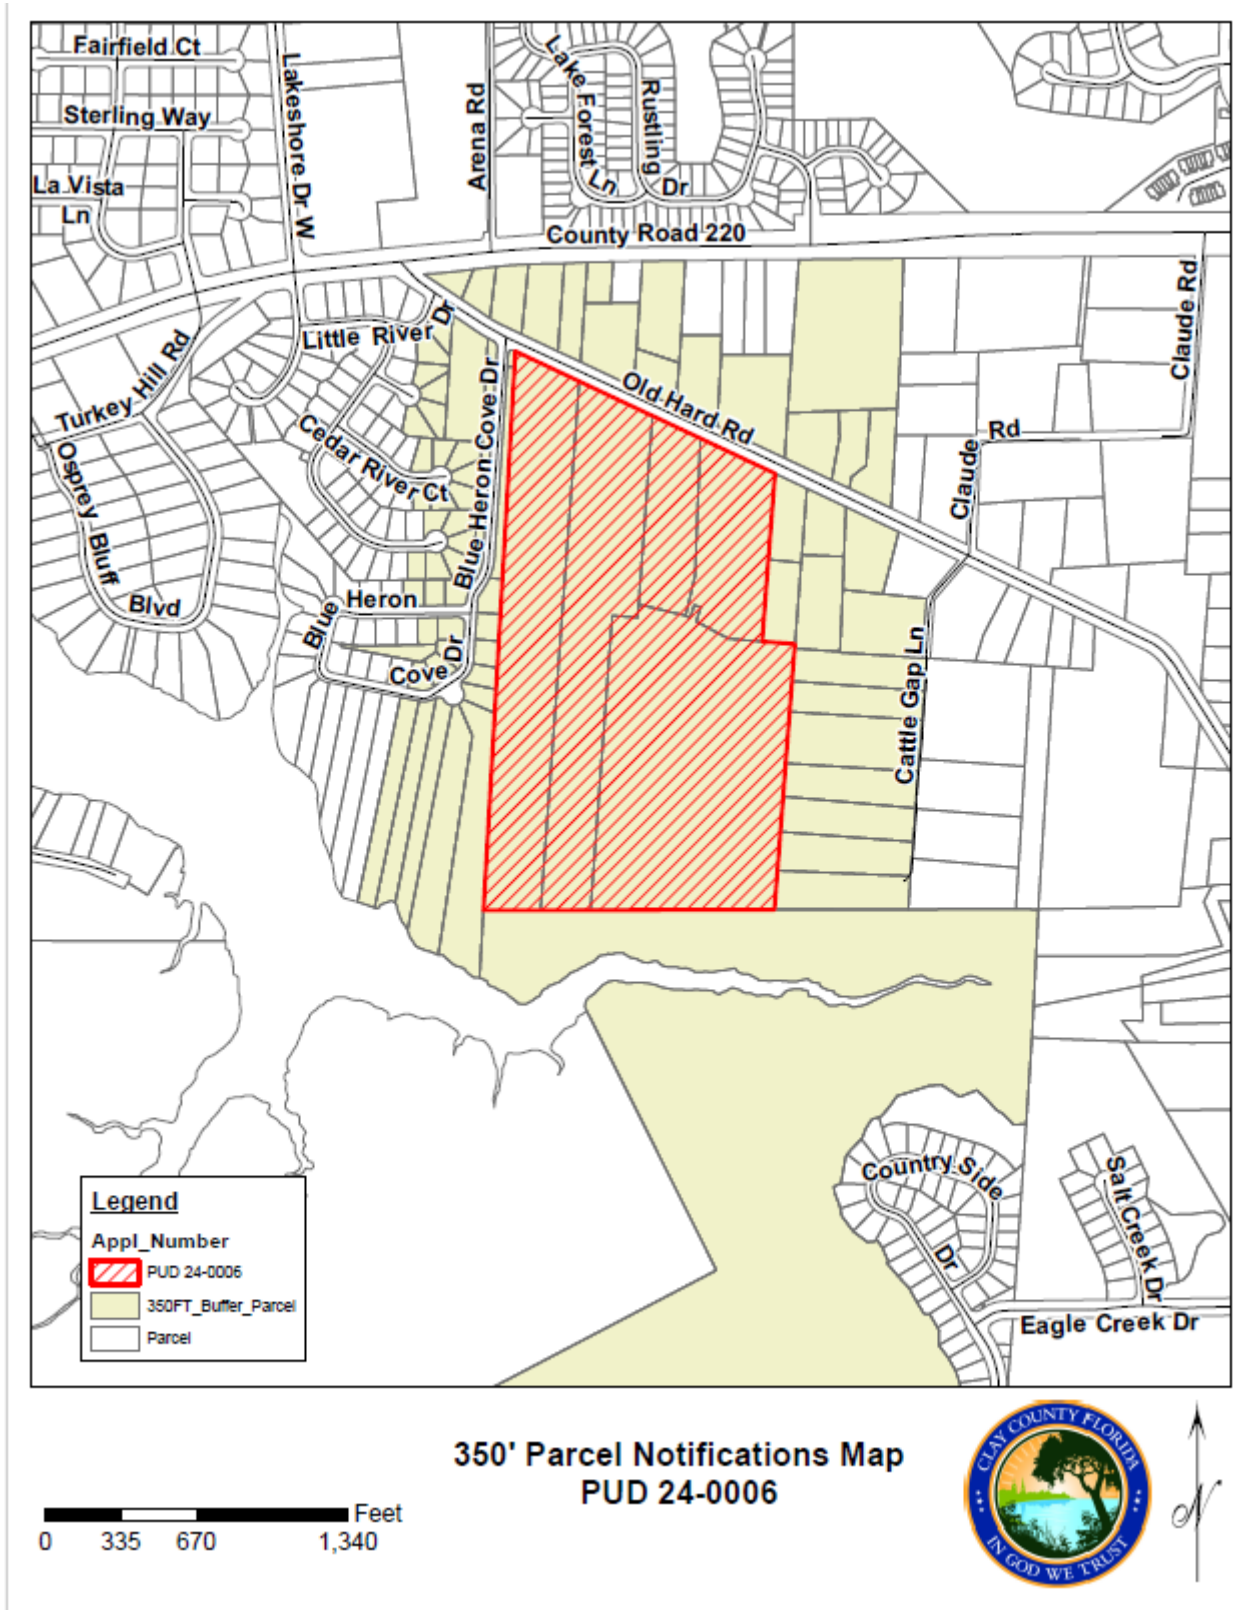 Fairfield Ct
Sterling Way
La Vista
Ln
Lakeshore Dr W
Arena Rd
Lake Forest Ln
Rustling Dr
County Road 220
Claude Rd
Turkey Hill Rd
Little River Dr
Old Hard Rd
Claude Rd
Cedar River Ct
Blue Heron Cove Dr
Osprey Bluff Blvd
Blue Heron
Cove Dr
Cattle Gap Ln
Country Side Dr
Salt Creek Dr
Eagle Creek Dr
Legend
Appl_Number
PUD 24-0006
350FT_Buffer_Parcel
Parcel
350' Parcel Notifications Map
PUD 24-0006
Feet
0 335 670 1,340
CLAY COUNTY FLORIDA
IN GOD WE TRUST
N